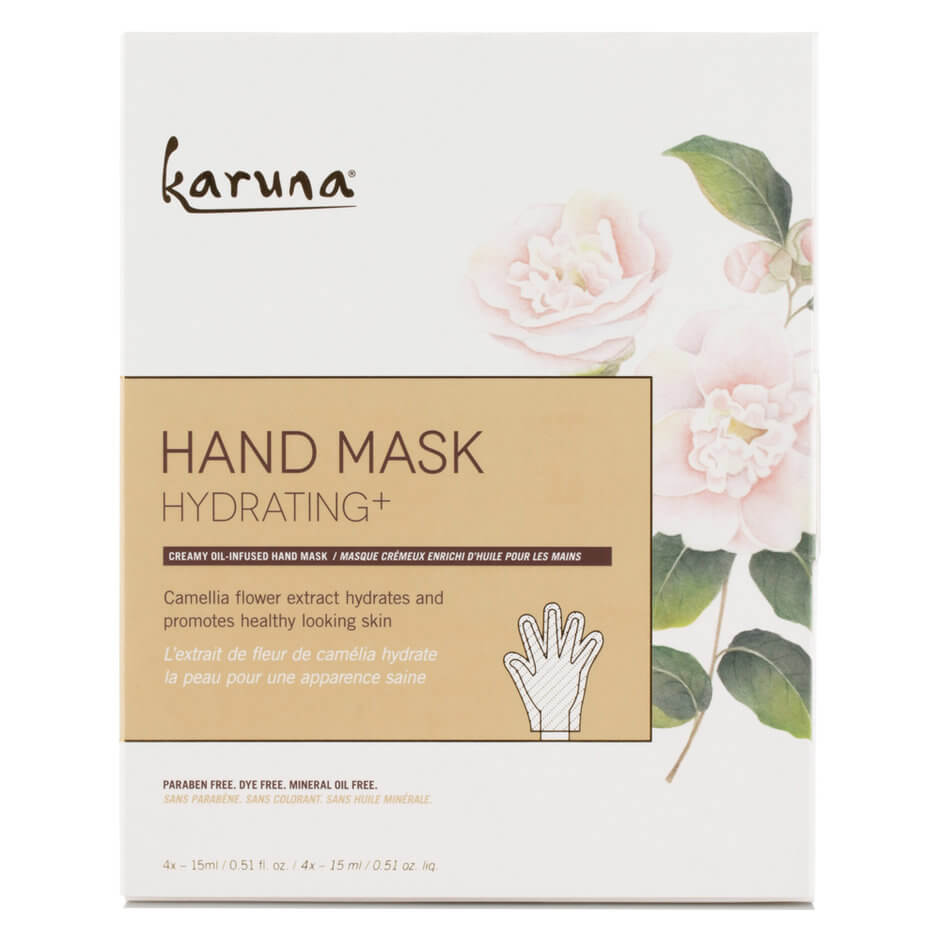 karuna®
HAND MASK
HYDRATING+
CREAMY OIL-INFUSED HAND MASK / MASQUE CRÉMEUX ENRICHI D'HUILE POUR LES MAINS
Camellia flower extract hydrates and
promotes healthy looking skin
L'extrait de fleur de camélia hydrate
la peau pour une apparence saine
PARABEN FREE. DYE FREE. MINERAL OIL FREE.
SANS PARABÈNE. SANS COLORANT. SANS HUILE MINÉRALE.
4x – 15ml / 0.51 fl. oz. / 4x – 15 ml / 0.51 oz. liq.